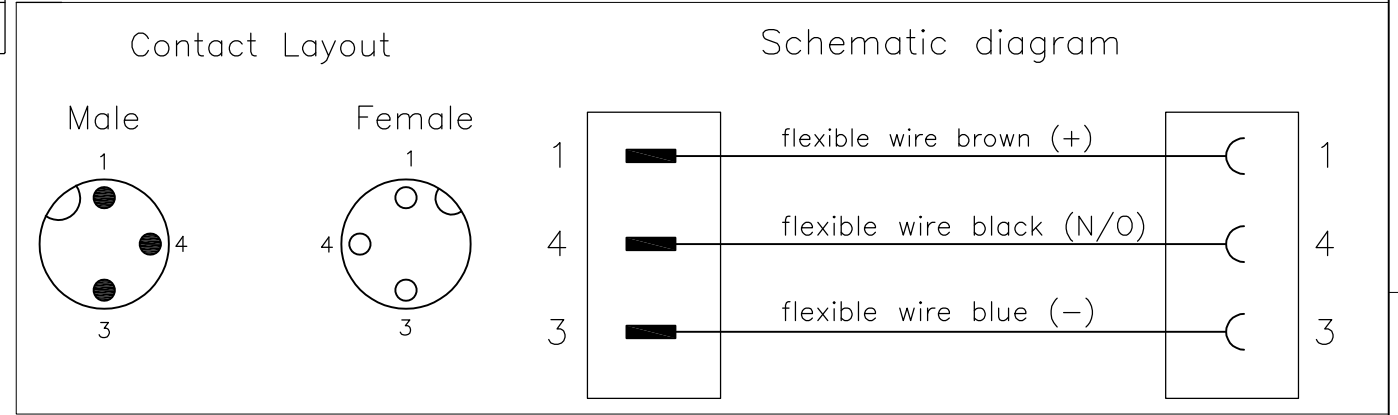 Contact Layout
Schematic diagram
Male
Female
1
4
3
1
4
3
1 flexible wire brown (+) 1
4 flexible wire black (N/O) 4
3 flexible wire blue (−) 3